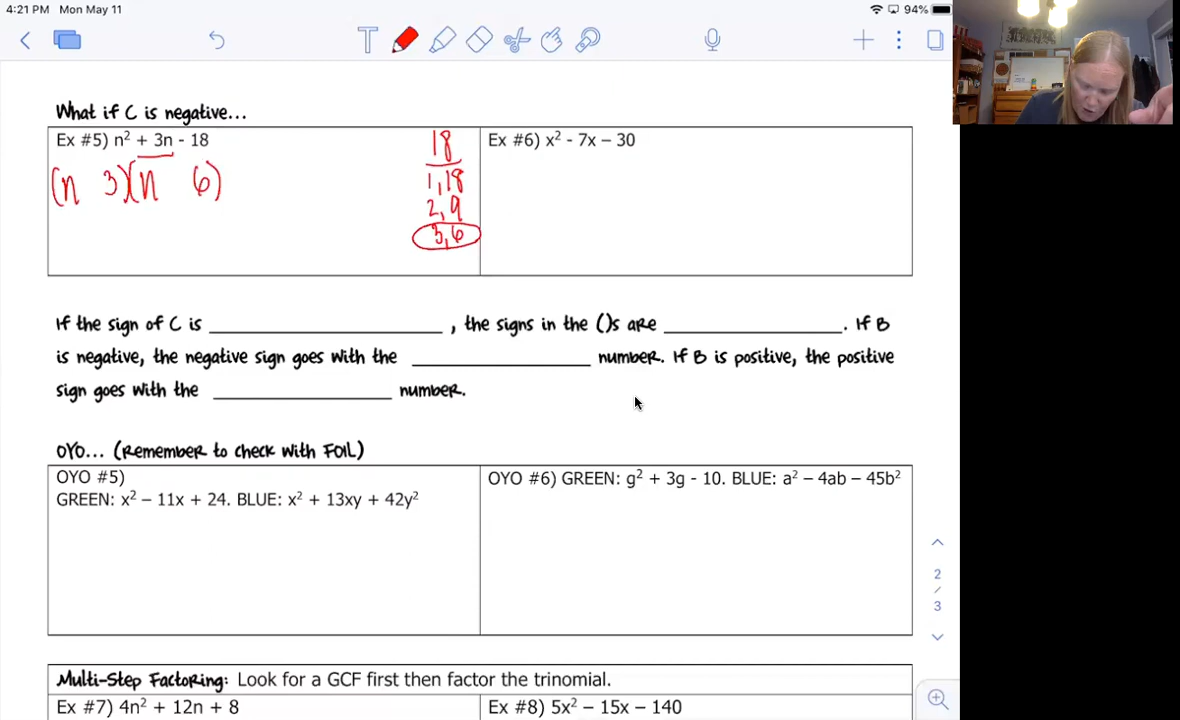 4:21 PM Mon May 11
94%
What if C is negative...
Ex #5) n² + 3n - 18
(n 3)(n 6)
18
1,18
2,9
3,6
Ex #6) x² - 7x – 30
If the sign of C is ____________________, the signs in the ()s are ________________. If B
is negative, the negative sign goes with the ________________ number. If B is positive, the positive
sign goes with the ________________ number.
OYO... (Remember to check with FOIL)
OYO #5)
GREEN: x² – 11x + 24. BLUE: x² + 13xy + 42y²
OYO #6) GREEN: g² + 3g - 10. BLUE: a² – 4ab – 45b²
2
/
3
Multi-Step Factoring: Look for a GCF first then factor the trinomial.
Ex #7) 4n² + 12n + 8
Ex #8) 5x² – 15x – 140